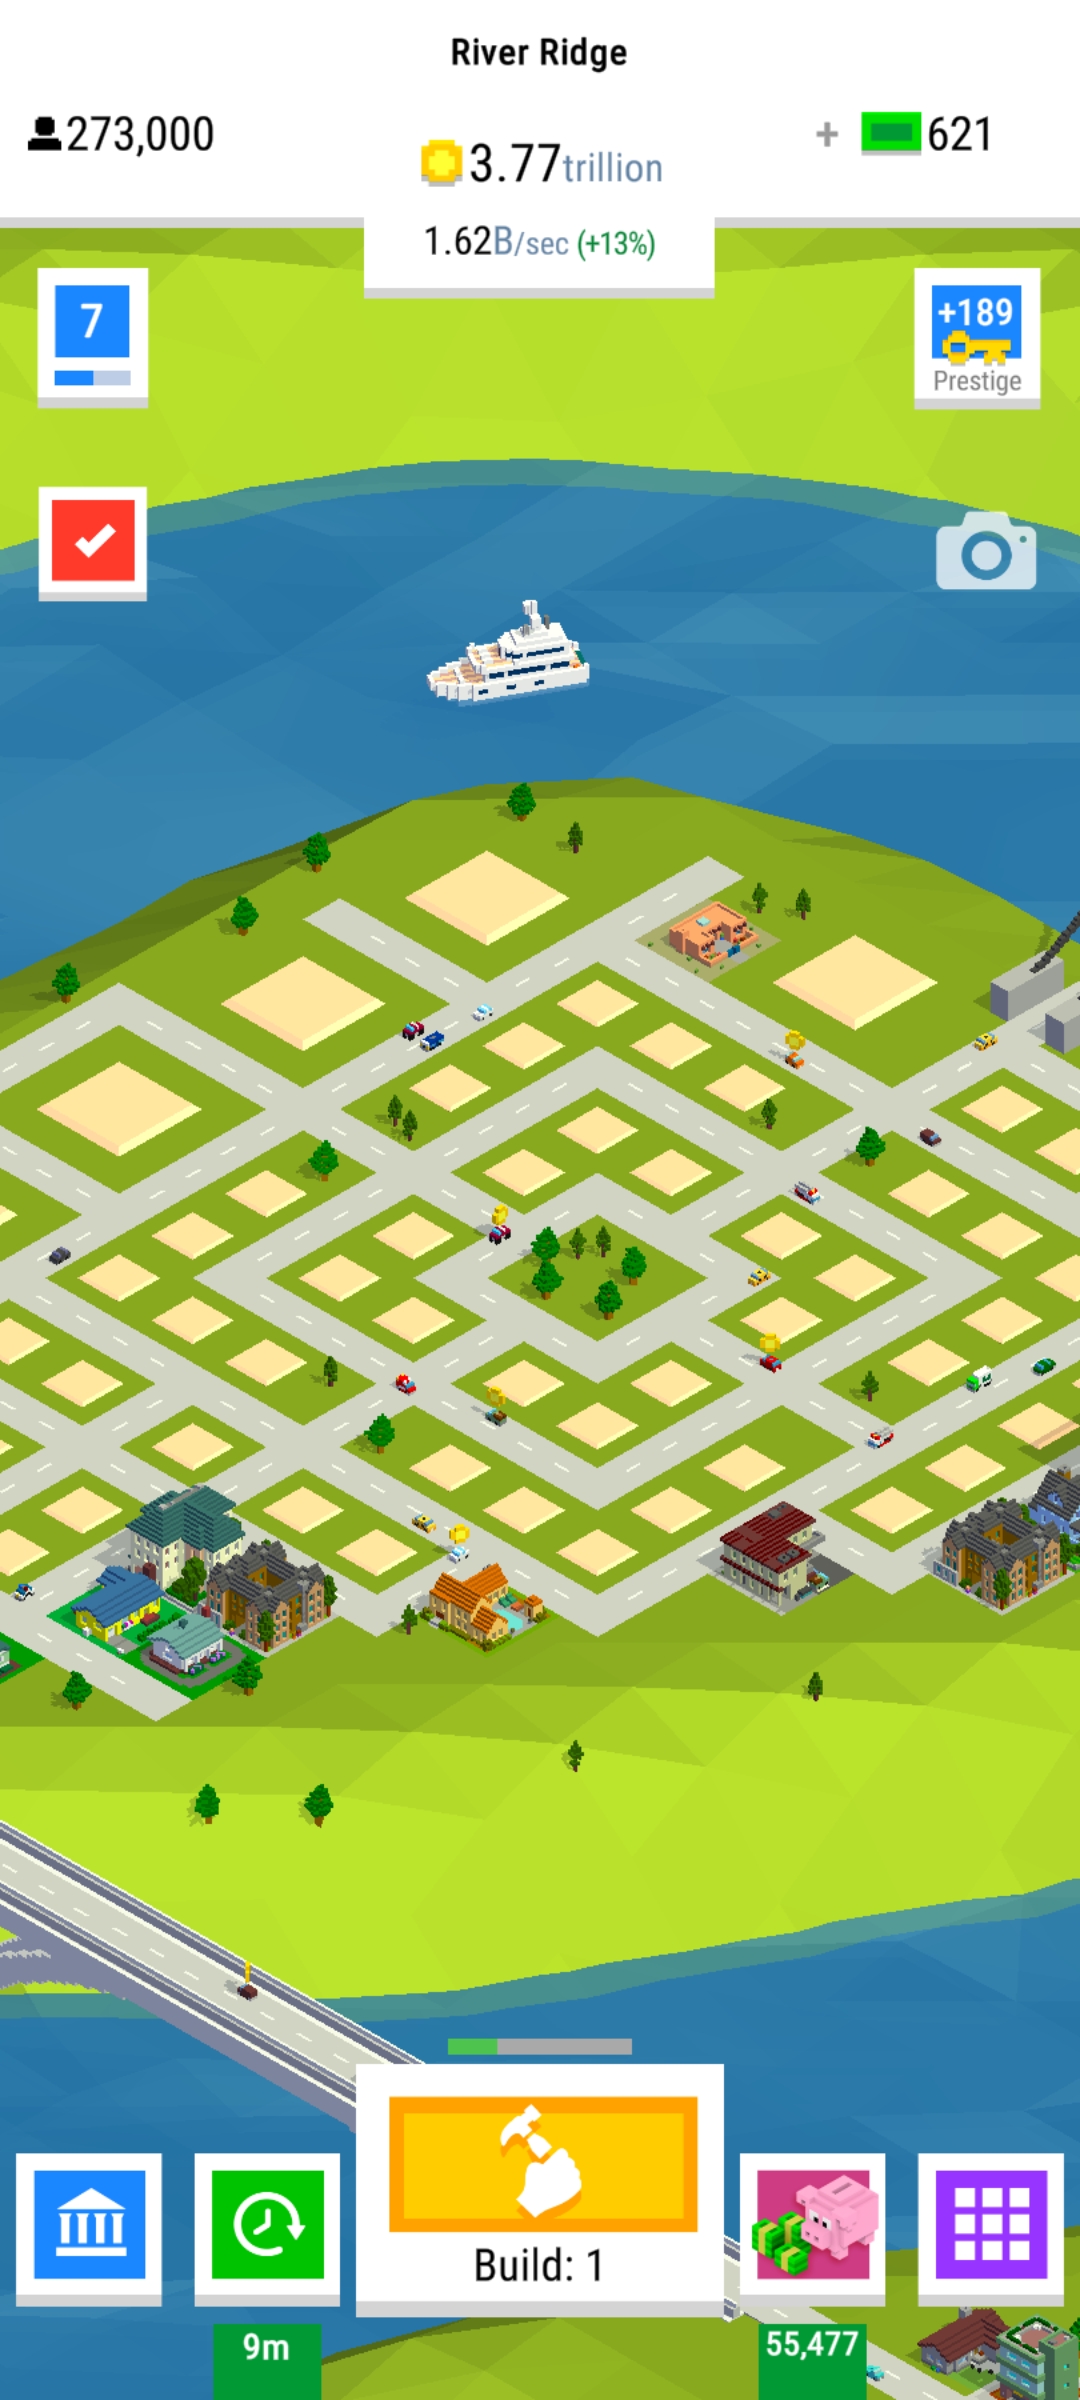 River Ridge
273,000
3.77trillion
+ 621
1.62B/sec (+13%)
7
+189
Prestige
Build: 1
9m
55,477